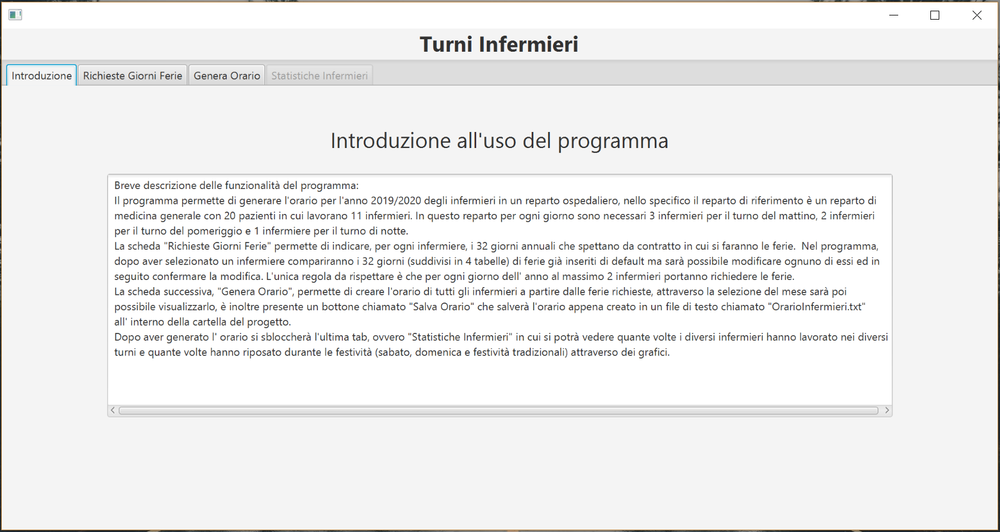 Turni Infermieri
Introduzione
Richieste Giorni Ferie
Genera Orario
Statistiche Infermieri
Introduzione all'uso del programma
Breve descrizione delle funzionalità del programma:
Il programma permette di generare l'orario per l'anno 2019/2020 degli infermieri in un reparto ospedaliero, nello specifico il reparto di riferimento è un reparto di
medicina generale con 20 pazienti in cui lavorano 11 infermieri. In questo reparto per ogni giorno sono necessari 3 infermieri per il turno del mattino, 2 infermieri
per il turno del pomeriggio e 1 infermiere per il turno di notte.
La scheda "Richieste Giorni Ferie" permette di indicare, per ogni infermiere, i 32 giorni annuali che spettano da contratto in cui si faranno le ferie.  Nel programma,
dopo aver selezionato un infermiere compariranno i 32 giorni (suddivisi in 4 tabelle) di ferie già inseriti di default ma sarà possibile modificare ognuno di essi ed in
seguito confermare la modifica. L'unica regola da rispettare è che per ogni giorno dell' anno al massimo 2 infermieri portanno richiedere le ferie.
La scheda successiva, "Genera Orario", permette di creare l'orario di tutti gli infermieri a partire dalle ferie richieste, attraverso la selezione del mese sarà poi
possibile visualizzarlo, è inoltre presente un bottone chiamato "Salva Orario" che salverà l'orario appena creato in un file di testo chiamato "OrarioInfermieri.txt"
all' interno della cartella del progetto.
Dopo aver generato l' orario si sbloccherà l'ultima tab, ovvero "Statistiche Infermieri" in cui si potrà vedere quante volte i diversi infermieri hanno lavorato nei diversi
turni e quante volte hanno riposato durante le festività (sabato, domenica e festività tradizionali) attraverso dei grafici.